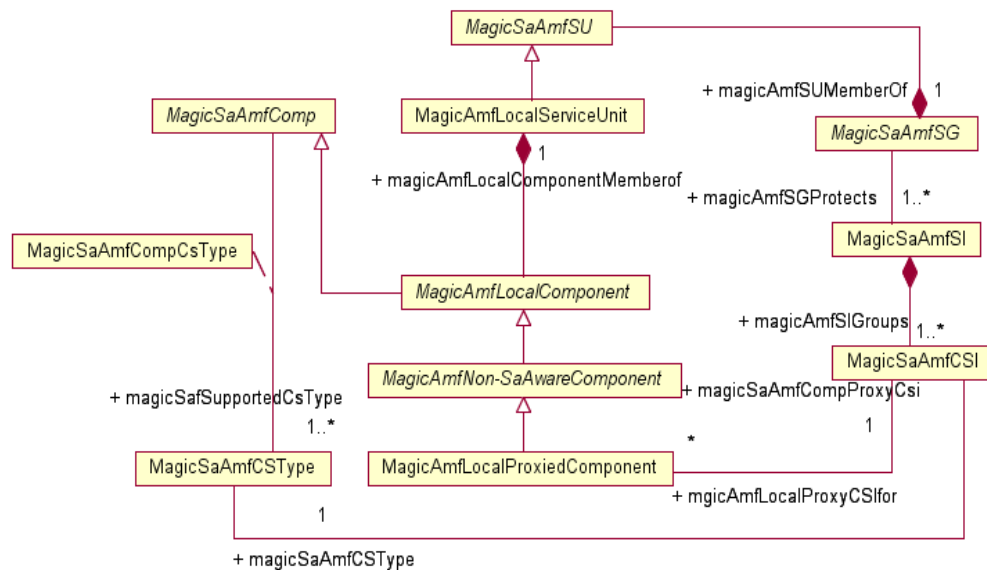 MagicSaAmfSU
+ magicAmfSUMemberOf
1
MagicSaAmfComp
MagicAmfLocalServiceUnit
MagicSaAmfSG
1
+ magicAmfLocalComponentMemberof
+ magicAmfSGProtects
1..*
MagicSaAmfCompCsType
MagicSaAmfSI
MagicAmfLocalComponent
+ magicAmfSIGroups
1..*
MagicAmfNon-SaAwareComponent
MagicSaAmfCSI
+ magicSaAmfCompProxyCsi
+ magicSafSupportedCsType
1..*
1
*
MagicSaAmfCSType
MagicAmfLocalProxiedComponent
+ mgicAmfLocalProxyCSIfor
1
+ magicSaAmfCSType